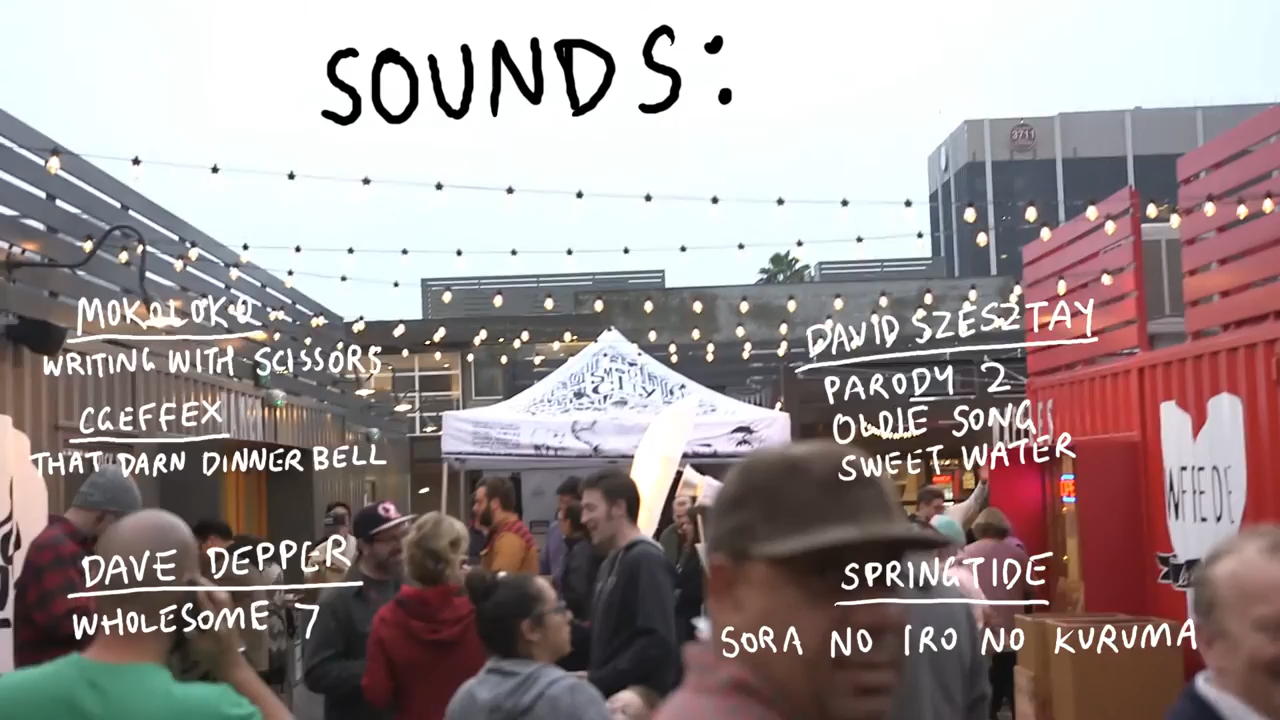 SOUNDS:
3711
MOKOLOKO
WRITING WITH SCISSORS
CGEFFEX
THAT DARN DINNER BELL
DAVE DEPPER
WHOLESOME 7
DAVID SZESZTAY
PARODY 2
OLDIE SONG
SWEET WATER
SPRINGTIDE
SORA NO IRO NO KURUMA